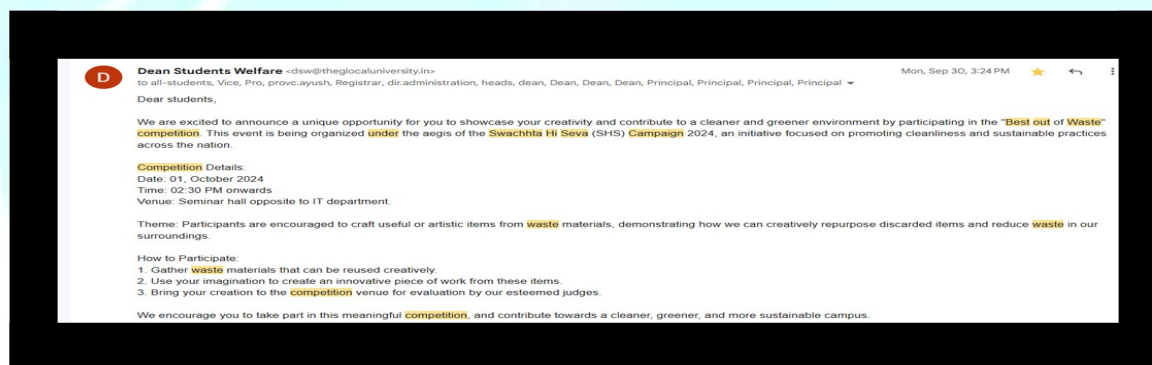 D
Dean Students Welfare <dsw@theglocaluniversity.in>
Mon, Sep 30, 3:24 PM
to all-students, Vice, Pro, provc.ayush, Registrar, dir.administration, heads, dean, Dean, Dean, Dean, Principal, Principal, Principal, Principal
Dear students,
We are excited to announce a unique opportunity for you to showcase your creativity and contribute to a cleaner and greener environment by participating in the "Best out of Waste"
competition. This event is being organized under the aegis of the Swachhta Hi Seva (SHS) Campaign 2024, an initiative focused on promoting cleanliness and sustainable practices
across the nation.
Competition Details:
Date: 01, October 2024
Time: 02:30 PM onwards
Venue: Seminar hall opposite to IT department.
Theme: Participants are encouraged to craft useful or artistic items from waste materials, demonstrating how we can creatively repurpose discarded items and reduce waste in our
surroundings.
How to Participate:
1. Gather waste materials that can be reused creatively.
2. Use your imagination to create an innovative piece of work from these items.
3. Bring your creation to the competition venue for evaluation by our esteemed judges.
We encourage you to take part in this meaningful competition, and contribute towards a cleaner, greener, and more sustainable campus.